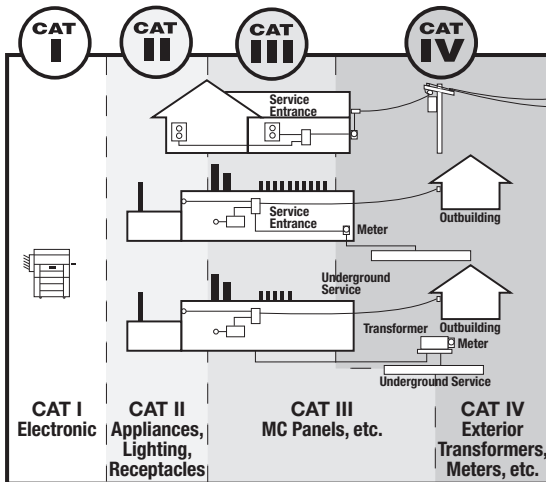 CAT
I
CAT
II
CAT
III
CAT
IV
Service
Entrance
Service
Entrance
Meter
Outbuilding
Underground
Service
Transformer
Outbuilding
Meter
Underground Service
CAT I
Electronic
CAT II
Appliances,
Lighting,
Receptacles
CAT III
MC Panels, etc.
CAT IV
Exterior
Transformers,
Meters, etc.